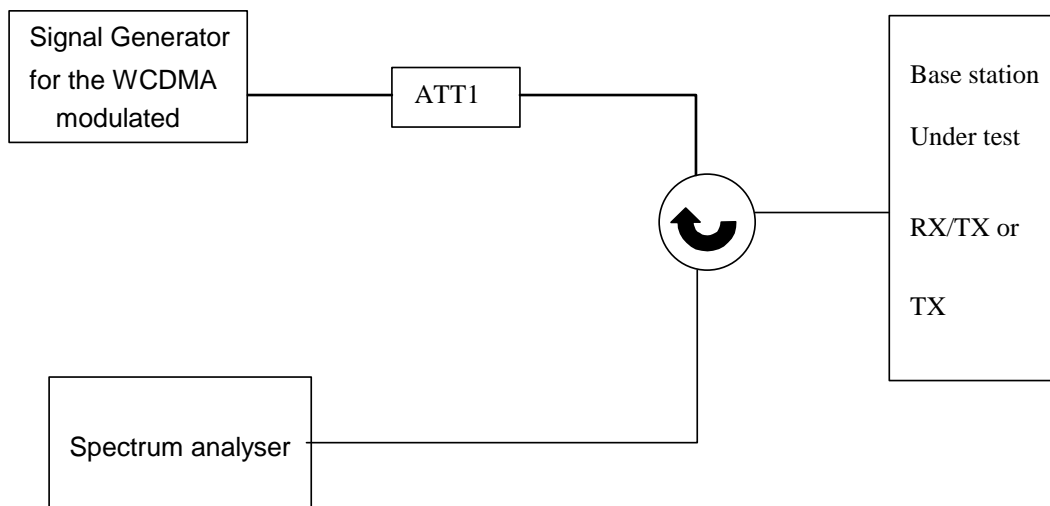 Signal Generator
for the WCDMA
modulated
ATT1
Base station
Under test
RX/TX or
TX
Spectrum analyser